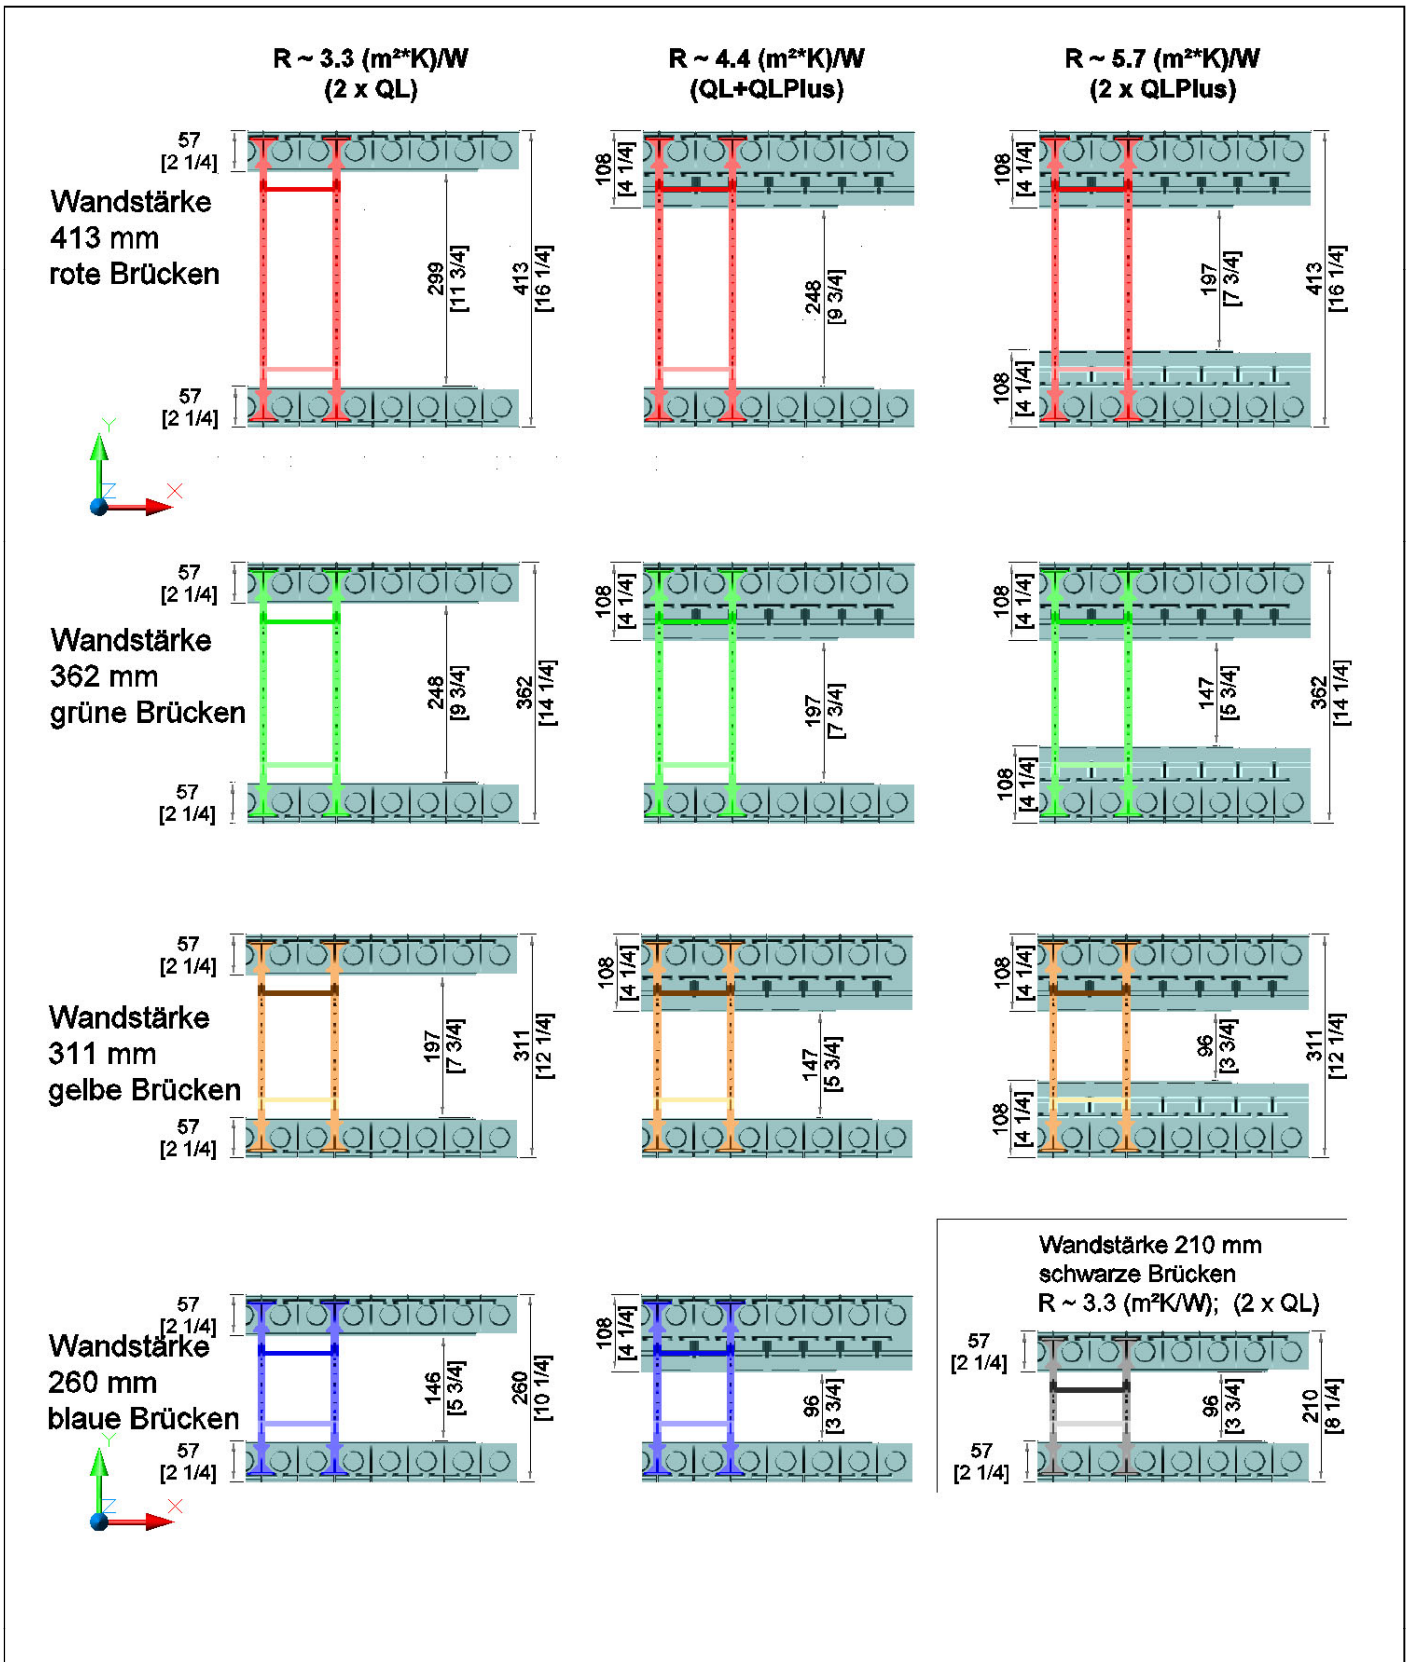 R ~ 3.3 (m²*K)/W
(2 x QL)
R ~ 4.4 (m²*K)/W
(QL+QLPlus)
R ~ 5.7 (m²*K)/W
(2 x QLPlus)
Wandstärke
413 mm
rote Brücken
57
[2 1/4]
299
[11 3/4]
413
[16 1/4]
57
[2 1/4]
108
[4 1/4]
248
[9 3/4]
108
[4 1/4]
197
[7 3/4]
413
[16 1/4]
108
[4 1/4]
Y
Z
X
Wandstärke
362 mm
grüne Brücken
57
[2 1/4]
248
[9 3/4]
362
[14 1/4]
57
[2 1/4]
108
[4 1/4]
197
[7 3/4]
108
[4 1/4]
147
[5 3/4]
362
[14 1/4]
108
[4 1/4]
Wandstärke
311 mm
gelbe Brücken
57
[2 1/4]
197
[7 3/4]
311
[12 1/4]
57
[2 1/4]
108
[4 1/4]
147
[5 3/4]
108
[4 1/4]
96
[3 3/4]
311
[12 1/4]
108
[4 1/4]
Wandstärke
260 mm
blaue Brücken
57
[2 1/4]
146
[5 3/4]
260
[10 1/4]
57
[2 1/4]
108
[4 1/4]
96
[3 3/4]
Wandstärke 210 mm
schwarze Brücken
R ~ 3.3 (m²K/W); (2 x QL)
57
[2 1/4]
96
[3 3/4]
210
[8 1/4]
57
[2 1/4]
Y
Z
X